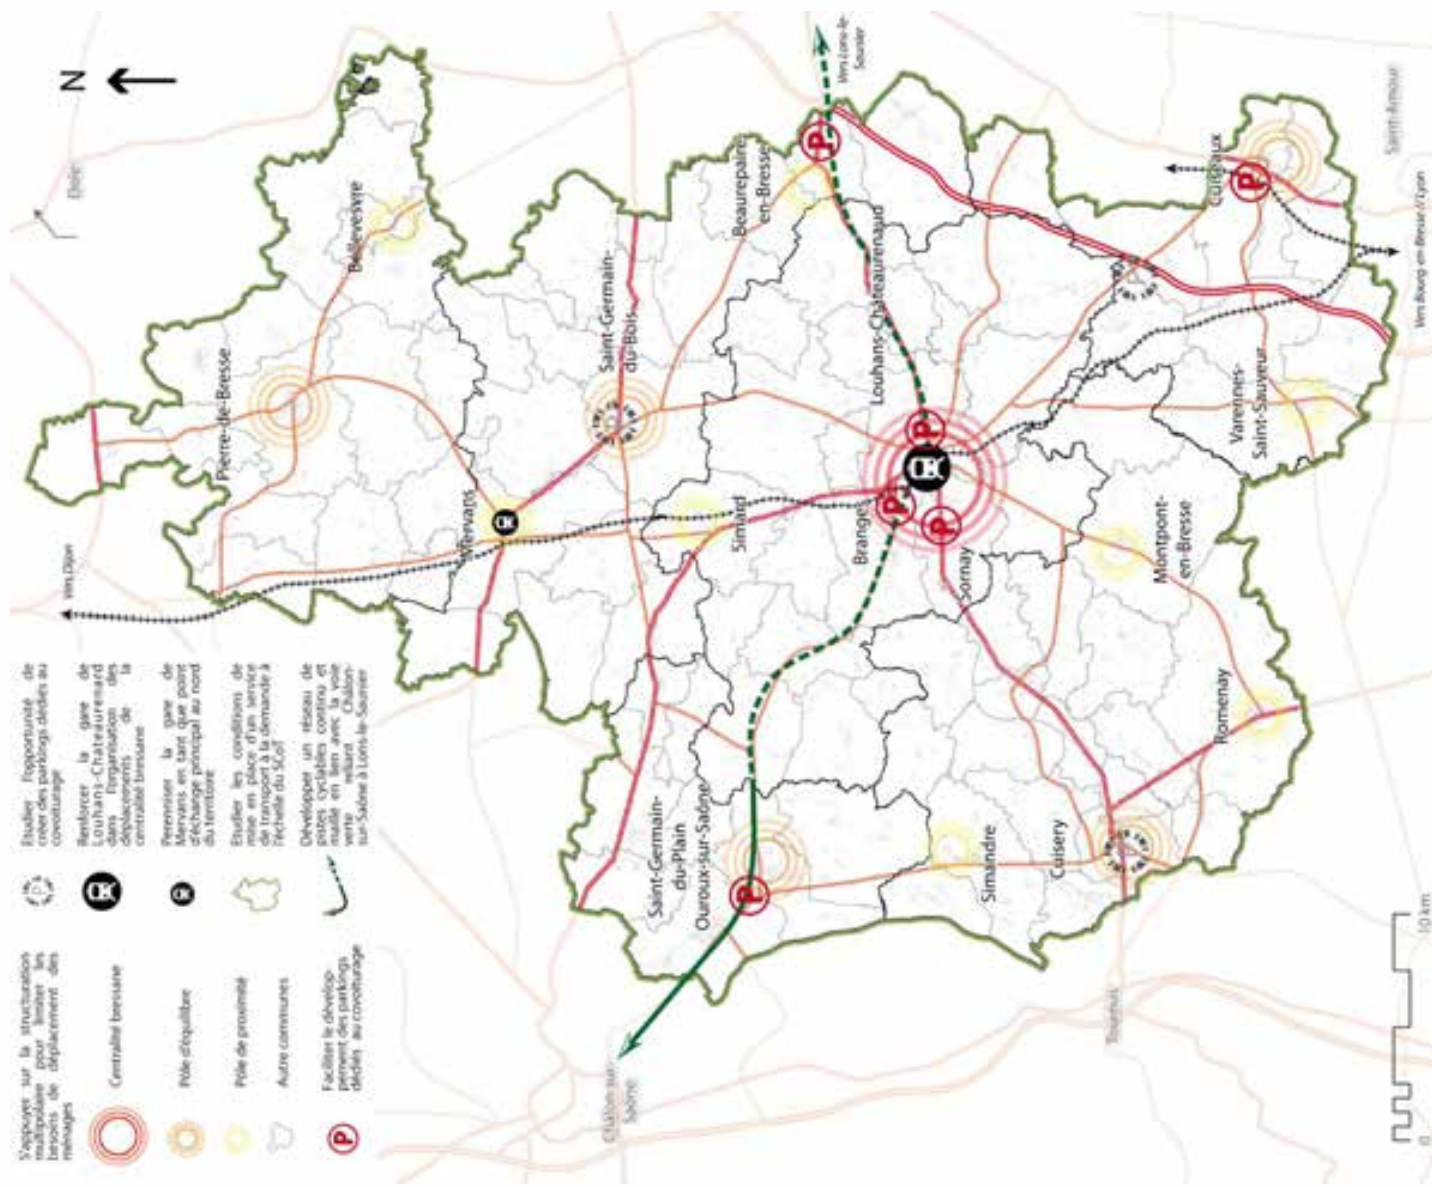 N
Dole
Vers Dijon
Pierre-de-Bresse
Bellevesvre
Mervans
Saint-Germain-
du-Bois
Simard
Beaurepaire-
en-Bresse
Vers Lons-le-
Saunier
Louhans-Châteaurenaud
Branges
Sornay
Saint-Germain-
du-Plain
Ouroux-sur-Saône
Simandre
Cuisery
Romenay
Montpont-
en-Bresse
Varennes-
Saint-Sauveur
Cuiseaux
Saint-Amour
Vers Bourg-en-Bresse // Lyon
Tournus
Chalon-sur-
Saône
0
10 km
S'appuyer sur la structuration
multipolaire pour limiter les
besoins de déplacement des
ménages
Centralité bressane
Pôle d'équilibre
Pôle de proximité
Autre communes
P
Faciliter le dévelop-
pement des parkings
dédiés au covoiturage
Etudier l'opportunité de
créer des parkings dédiés au
covoiturage
Renforcer la gare de
Louhans-Chateaurenard
dans l'organisation des
déplacements de la
centralité bressane
Perenniser la gare de
Mervans en tant que point
d'échange principal au nord
du territoire
Etudier les conditions de
mise en place d'un service
de transport à la demande à
l'échelle du SCoT
Développer un réseau de
pistes cyclables continu et
maillé en lien avec la voie
verte reliant Châlon-
sur-Saône à Lons-le-Saunier